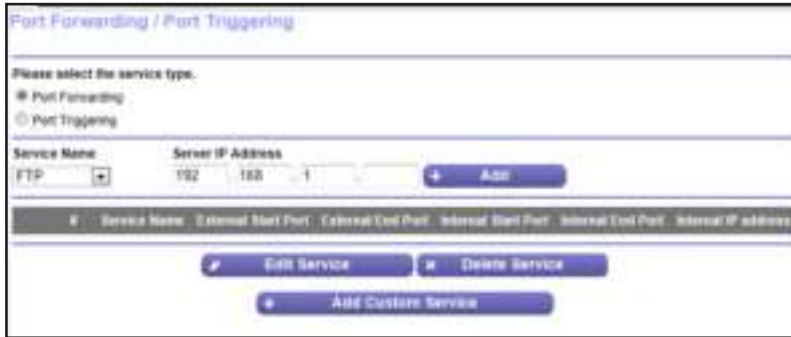 Port Forwarding / Port Triggering
Please select the service type.
Port Forwarding
Port Triggering
Service Name Server IP Address
FTP 192 . 168 . 1 . + Add
# Service Name External Start Port External End Port Internal Start Port Internal End Port Internal IP address
Edit Service Delete Service
Add Custom Service